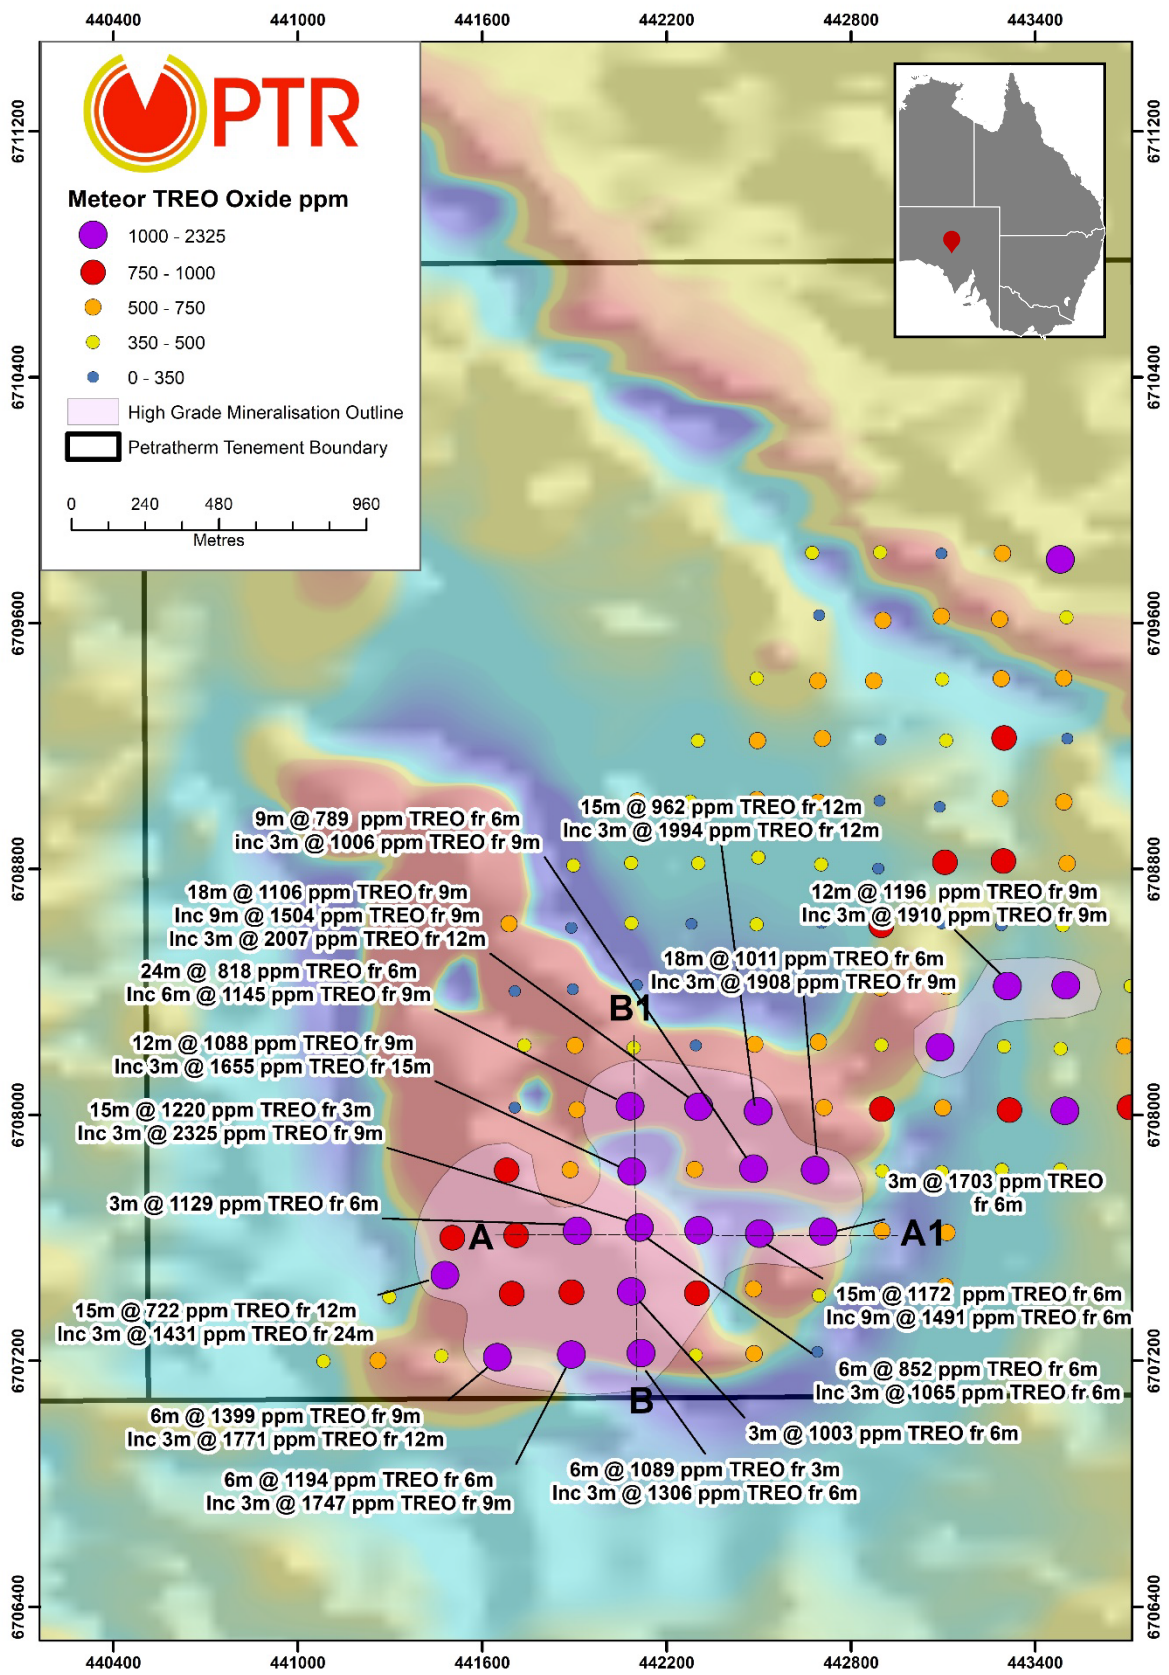 440400 441000 441600 442200 442800 443400
PTR
Meteor TREO Oxide ppm
1000 - 2325
750 - 1000
500 - 750
350 - 500
0 - 350
High Grade Mineralisation Outline
Petratherm Tenement Boundary
0 240 480 960
Metres
6711200
6710400
6709600
6708800
6708000
6707200
6706400
6711200
6710400
6709600
6708800
6708000
6707200
6706400
9m @ 789 ppm TREO fr 6m
inc 3m @ 1006 ppm TREO fr 9m
15m @ 962 ppm TREO fr 12m
Inc 3m @ 1994 ppm TREO fr 12m
18m @ 1106 ppm TREO fr 9m
Inc 9m @ 1504 ppm TREO fr 9m
Inc 3m @ 2007 ppm TREO fr 12m
12m @ 1196 ppm TREO fr 9m
Inc 3m @ 1910 ppm TREO fr 9m
24m @ 818 ppm TREO fr 6m
Inc 6m @ 1145 ppm TREO fr 9m
18m @ 1011 ppm TREO fr 6m
Inc 3m @ 1908 ppm TREO fr 9m
B1
12m @ 1088 ppm TREO fr 9m
Inc 3m @ 1655 ppm TREO fr 15m
15m @ 1220 ppm TREO fr 3m
Inc 3m @ 2325 ppm TREO fr 9m
3m @ 1129 ppm TREO fr 6m
3m @ 1703 ppm TREO
fr 6m
A
A1
15m @ 722 ppm TREO fr 12m
Inc 3m @ 1431 ppm TREO fr 24m
15m @ 1172 ppm TREO fr 6m
Inc 9m @ 1491 ppm TREO fr 6m
6m @ 852 ppm TREO fr 6m
Inc 3m @ 1065 ppm TREO fr 6m
B
6m @ 1399 ppm TREO fr 9m
Inc 3m @ 1771 ppm TREO fr 12m
3m @ 1003 ppm TREO fr 6m
6m @ 1194 ppm TREO fr 6m
Inc 3m @ 1747 ppm TREO fr 9m
6m @ 1089 ppm TREO fr 3m
Inc 3m @ 1306 ppm TREO fr 6m
440400 441000 441600 442200 442800 443400